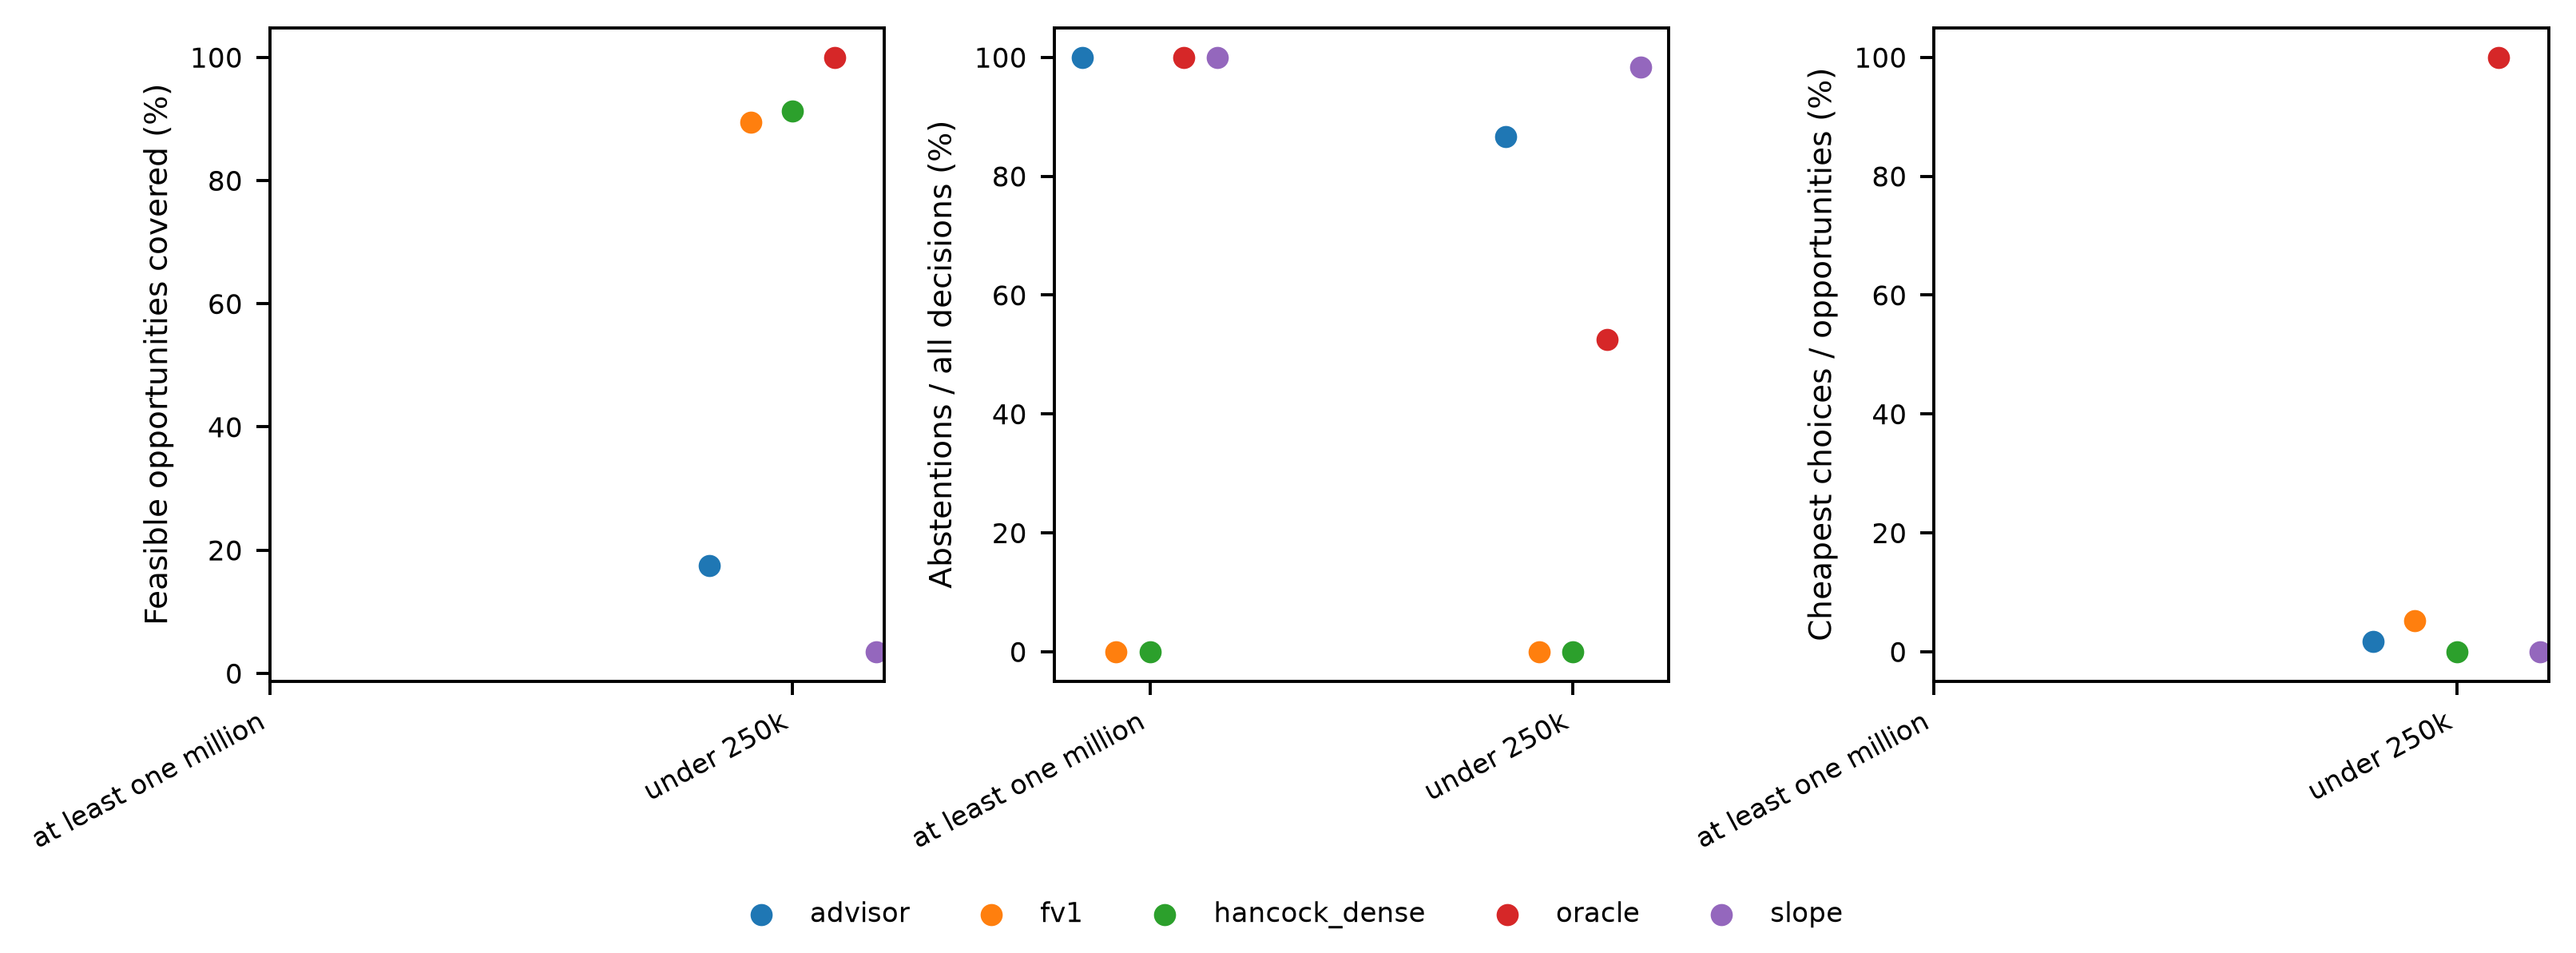 Feasible opportunities covered (%)
100
80
60
40
20
0
at least one million
under 250k
Abstentions / all decisions (%)
100
80
60
40
20
0
at least one million
under 250k
Cheapest choices / opportunities (%)
100
80
60
40
20
0
at least one million
under 250k
advisor
fv1
hancock_dense
oracle
slope